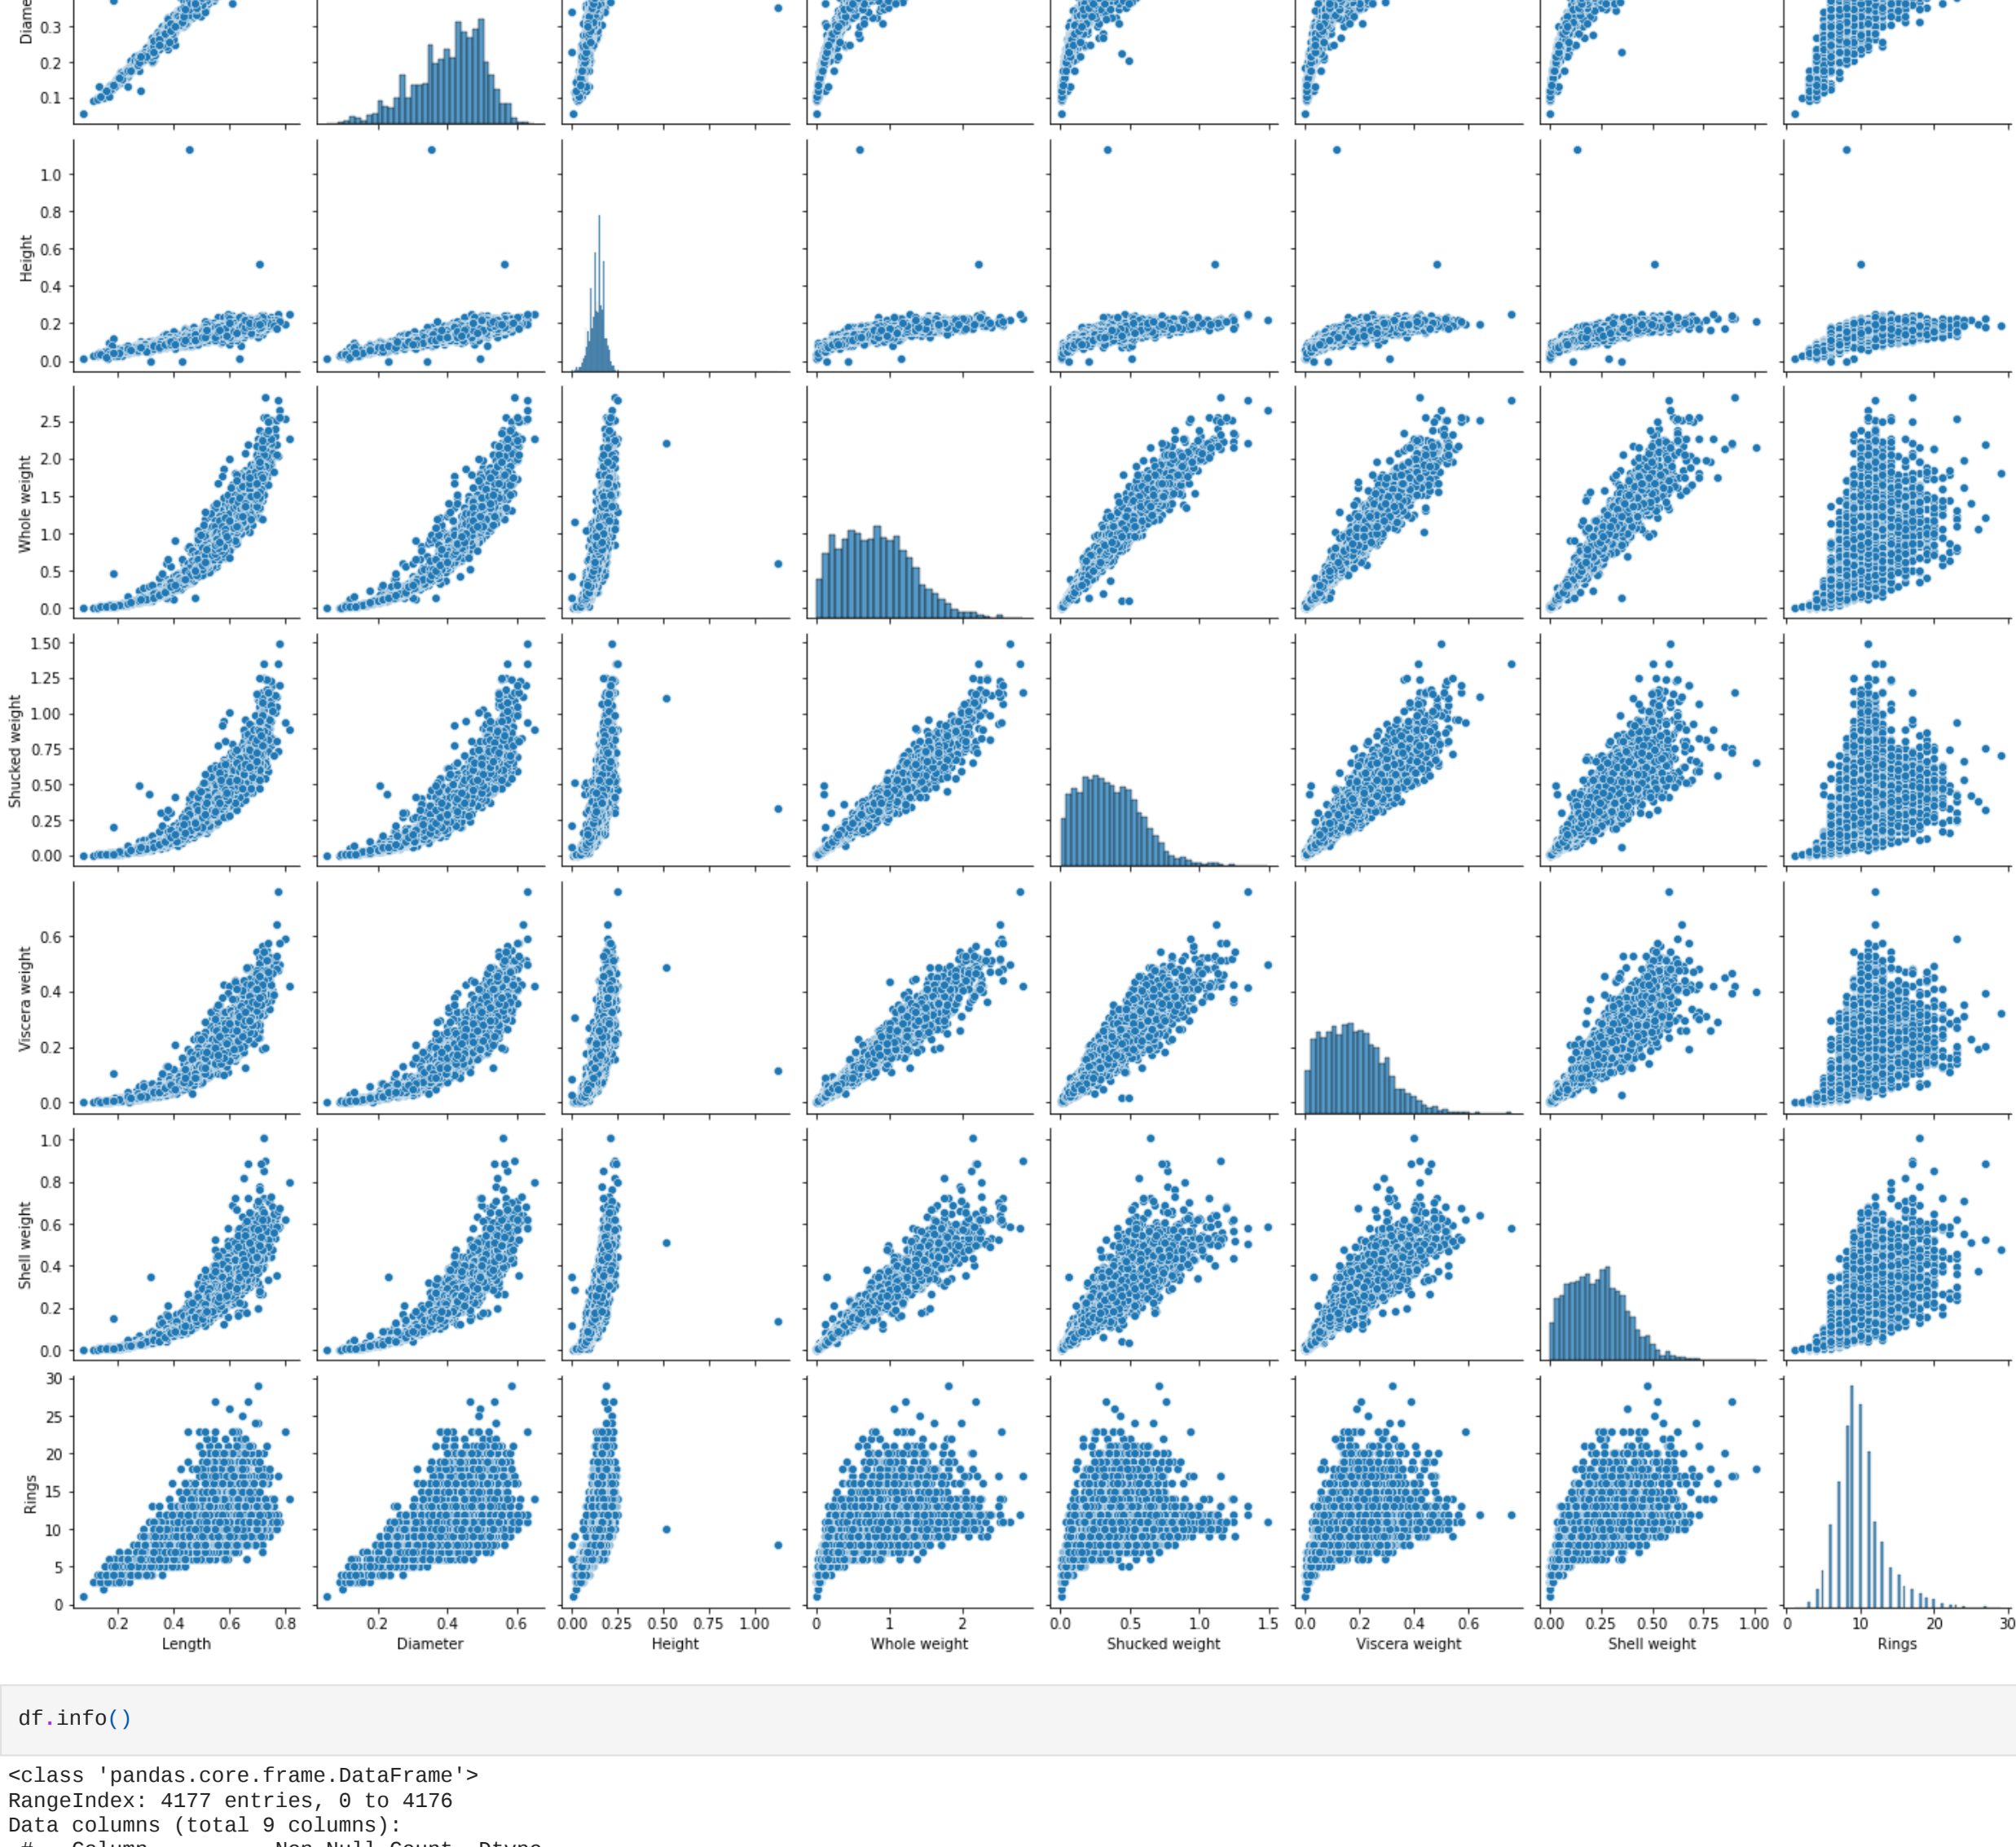 Diame
0.3
0.2
0.1
Height
1.0
0.8
0.6
0.4
0.2
0.0
Whole weight
2.5
2.0
1.5
1.0
0.5
0.0
Shucked weight
1.50
1.25
1.00
0.75
0.50
0.25
0.00
Viscera weight
0.6
0.4
0.2
0.0
Shell weight
1.0
0.8
0.6
0.4
0.2
0.0
Rings
30
25
20
15
10
5
0
0.2 0.4 0.6 0.8 0.2 0.4 0.6 0.00 0.25 0.50 0.75 1.00 0 1 2 0.0 0.5 1.0 1.5 0.0 0.2 0.4 0.6 0.00 0.25 0.50 0.75 1.00 0 10 20 30
Length Diameter Height Whole weight Shucked weight Viscera weight Shell weight Rings
df.info()
<class 'pandas.core.frame.DataFrame'>
RangeIndex: 4177 entries, 0 to 4176
Data columns (total 9 columns):
# Column Non-Null Count Dtype